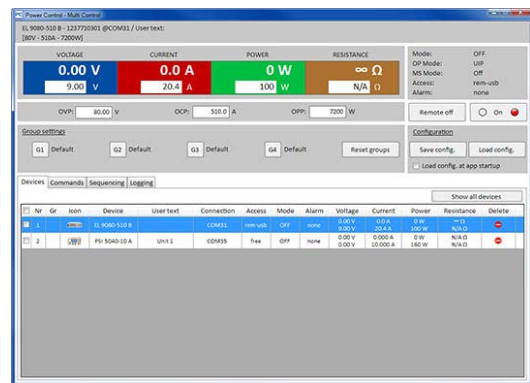 Power Control - Multi Control
EL 9080-510 B - 1237720301 @COM31 / User text:
[80V - 510A - 7200W]
VOLTAGE CURRENT POWER RESISTANCE
0.00 V 0.0 A 0 W ∞ Ω
9.00 V 20.4 A 100 W N/A Ω
Mode: OFF
OP Mode: UIP
MS Mode: Off
Access: rem-usb
Alarm: none
OVP: 80.00 V OCP: 510.0 A OPP: 7200 W
Remote off On
Group settings
G1 Default G2 Default G3 Default G4 Default Reset groups
Configuration
Save config. Load config.
Load config. at app startup
Devices Commands Sequencing Logging
Show all devices
Nr Gr Icon Device User text Connection Access Mode Alarm Voltage Current Power Resistance Delete
1 EL 9080-510 B COM31 rem-usb OFF none 0.00 V 0.0 A 0 W ∞ Ω
9.00 V 20.4 A 100 W N/A Ω
2 PSI 5040-10 A Unit 1 COM35 free OFF none 0.00 V 0.000 A 0 W N/A Ω
0.00 V 10.000 A 160 W N/A Ω